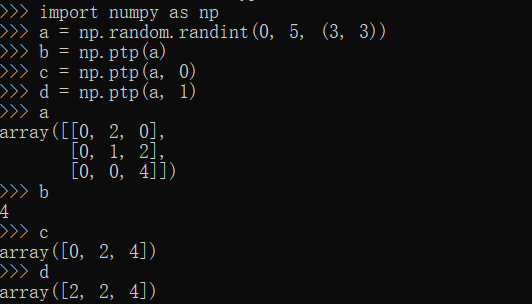 >>> import numpy as np
>>> a = np.random.randint(0, 5, (3, 3))
>>> b = np.ptp(a)
>>> c = np.ptp(a, 0)
>>> d = np.ptp(a, 1)
>>> a
array([[0, 2, 0],
       [0, 1, 2],
       [0, 0, 4]])
>>> b
4
>>> c
array([0, 2, 4])
>>> d
array([2, 2, 4])